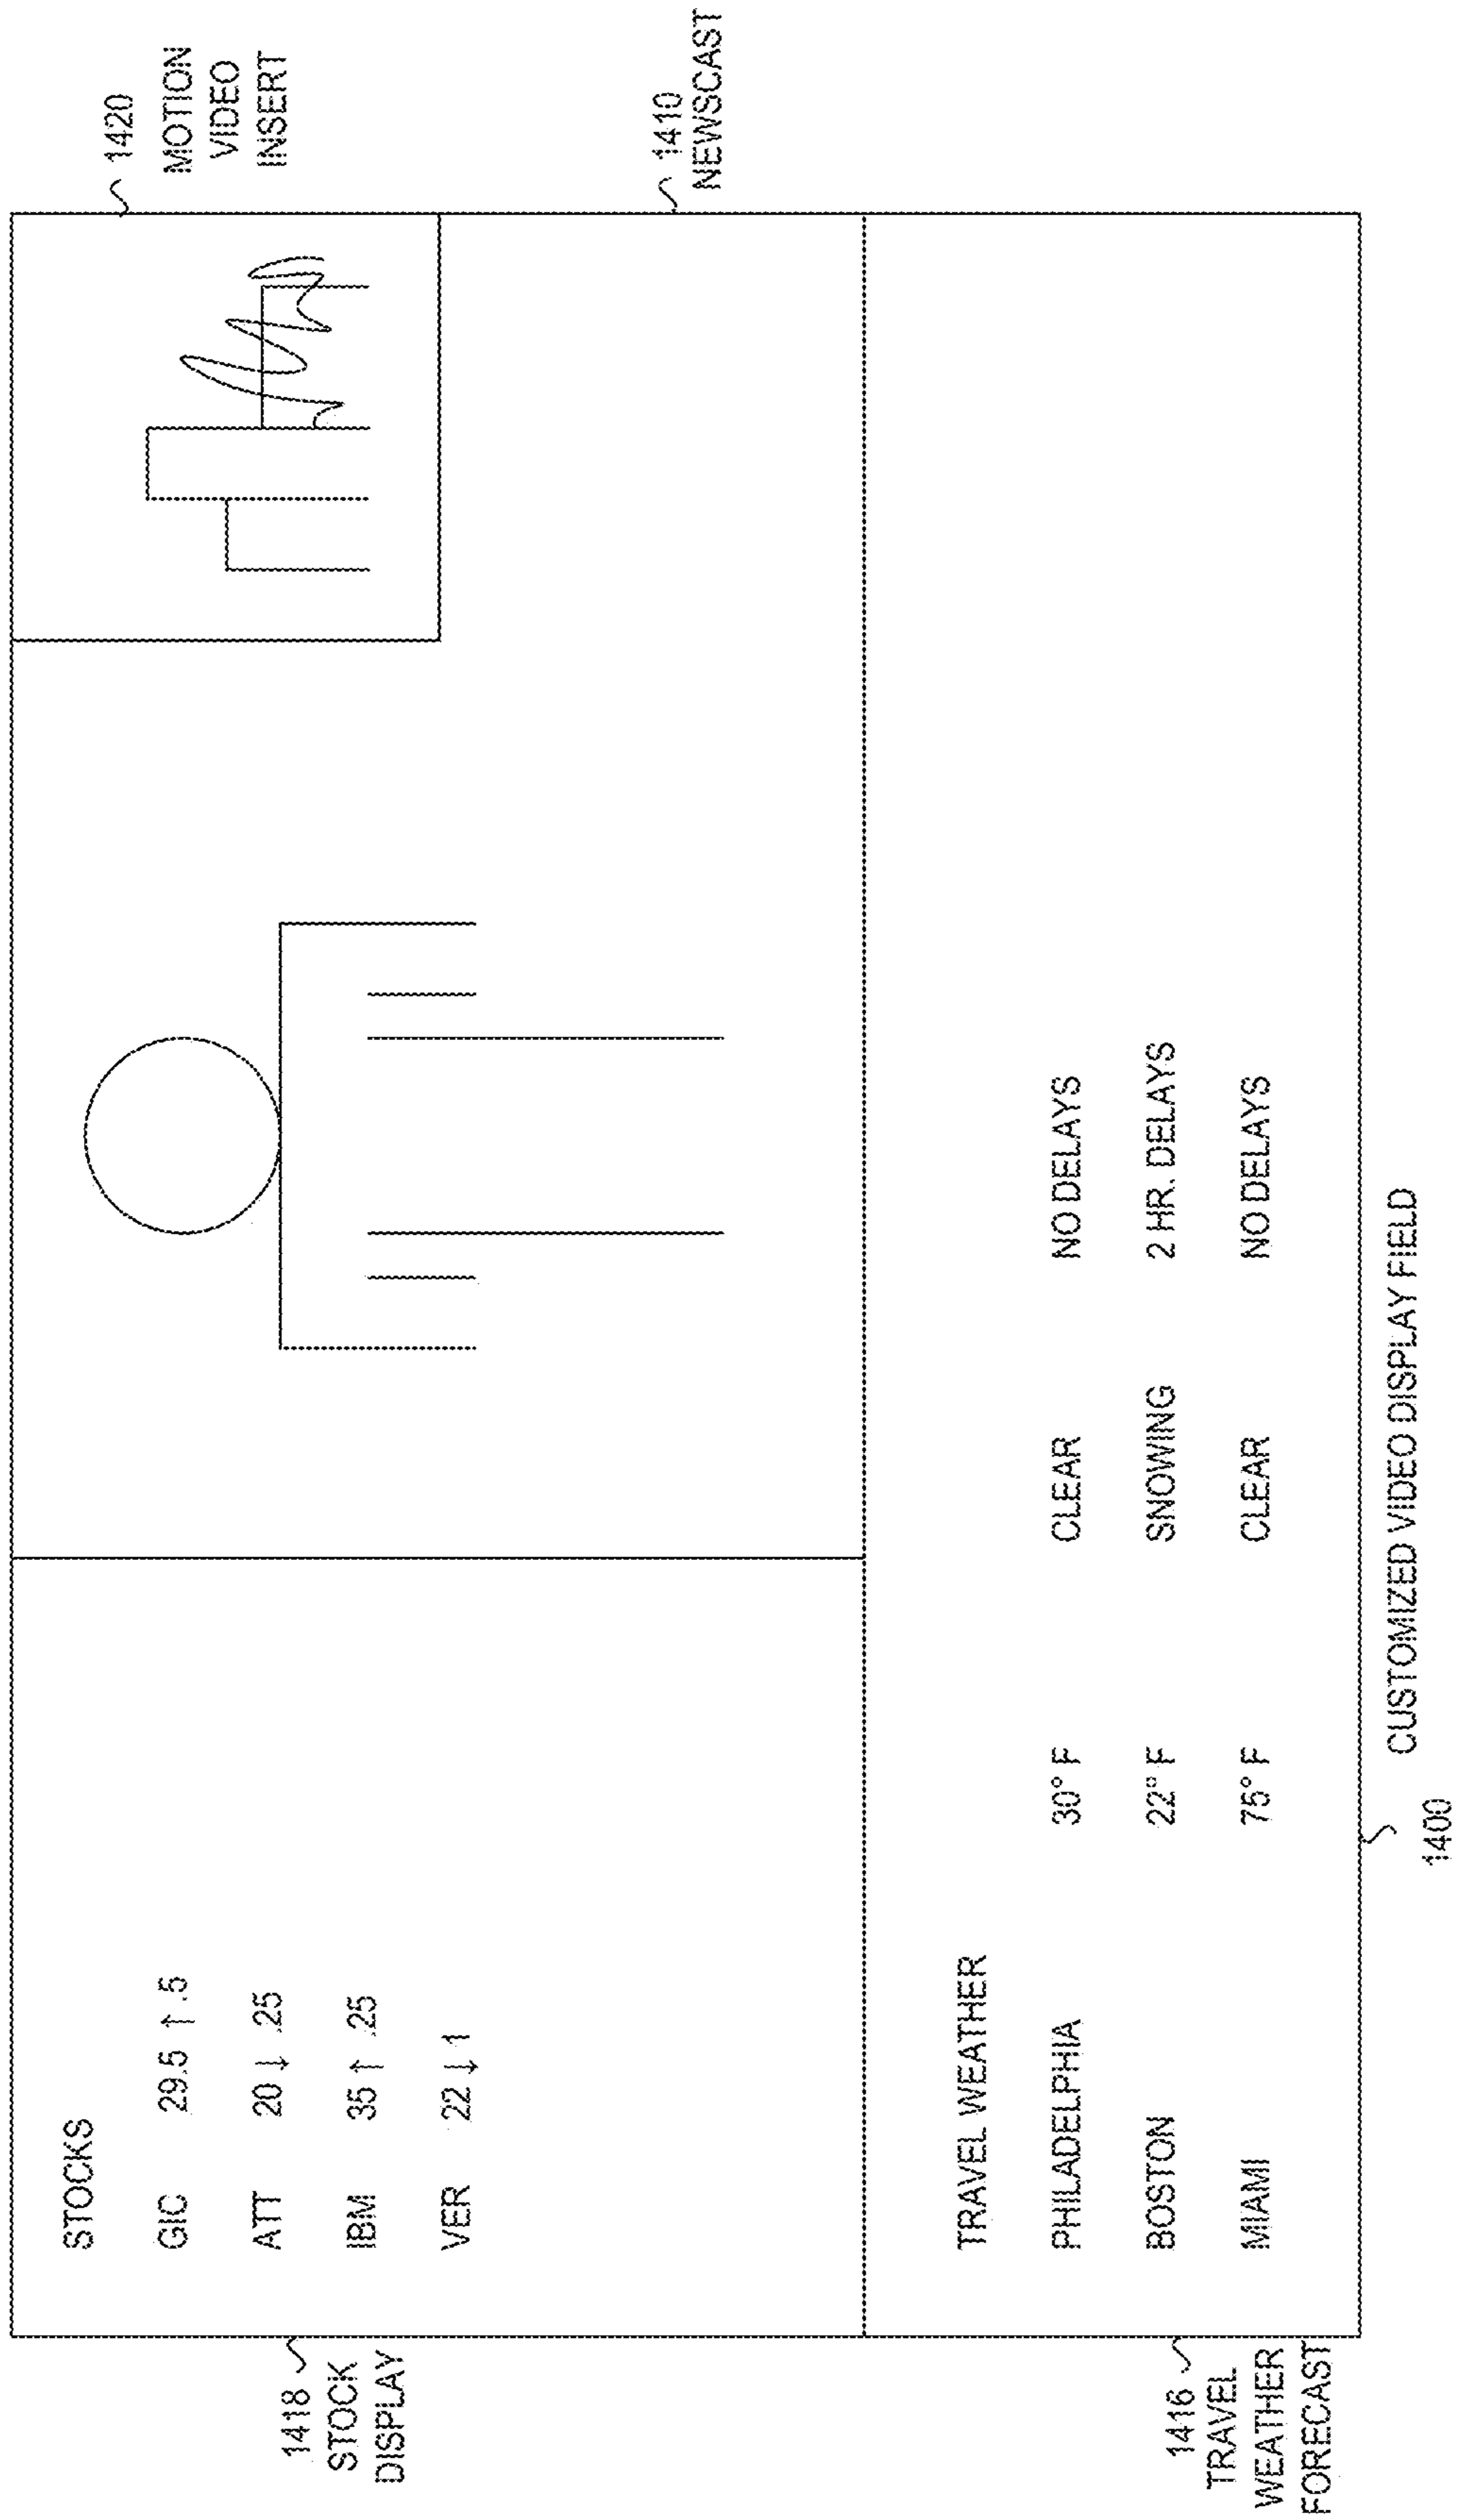 1418
STOCK
DISPLAY
STOCKS
GIC 29.5 ↑ .5
ATT 20 ↓ .25
IBM 35 ↑ .25
VER 22 ↓ 1
1420
MOTION
VIDEO
INSERT
1410
NEWSCAST
1416
TRAVEL
WEATHER
FORECAST
TRAVEL WEATHER
PHILADELPHIA 30° F CLEAR NO DELAYS
BOSTON 22° F SNOWING 2 HR. DELAYS
MIAMI 75° F CLEAR NO DELAYS
CUSTOMIZED VIDEO DISPLAY FIELD
1400